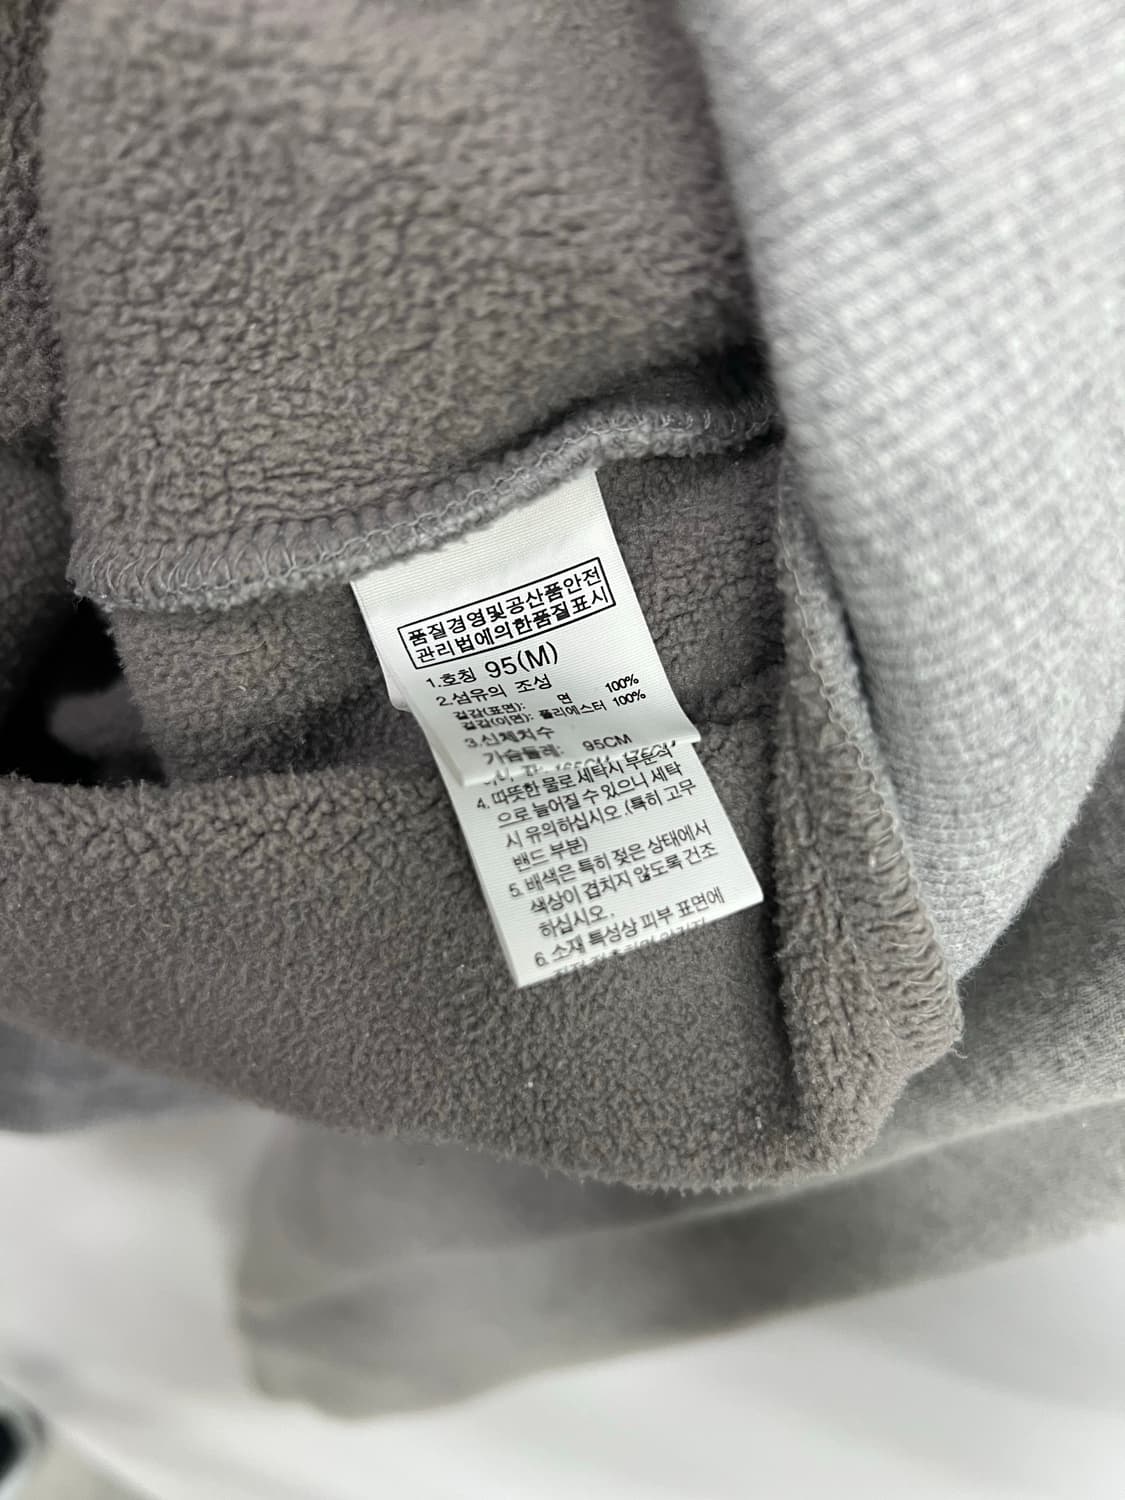 품질경영및공산품안전
관리법에의한품질표시
1.호칭 95(M)
2.섬유의 조성
겉감(표면): 면 100%
겉감(이면): 폴리에스터 100%
3.신체치수
가슴둘레: 95CM
4. 따뜻한 물로 세탁시 부분적
으로 늘어질 수 있으니 세탁
시 유의하십시오.(특히 고무
밴드 부분)
5. 배색은 특히 젖은 상태에서
색상이 겹치지 않도록 건조
하십시오.
6. 소재 특성상 피부 표면에